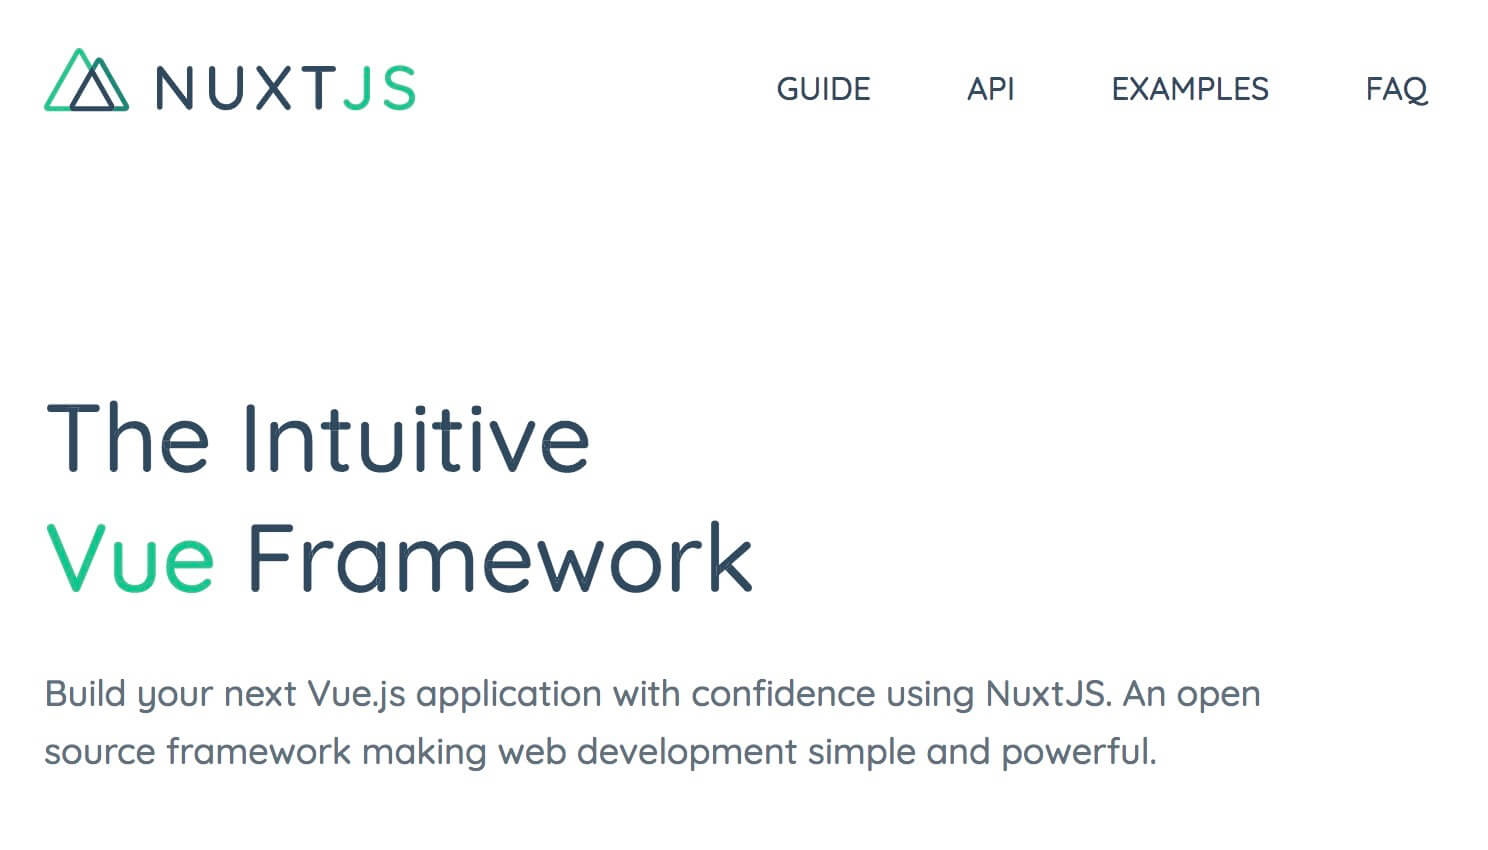 NUXTJS
GUIDE API EXAMPLES FAQ
The Intuitive
Vue Framework
Build your next Vue.js application with confidence using NuxtJS. An open
source framework making web development simple and powerful.